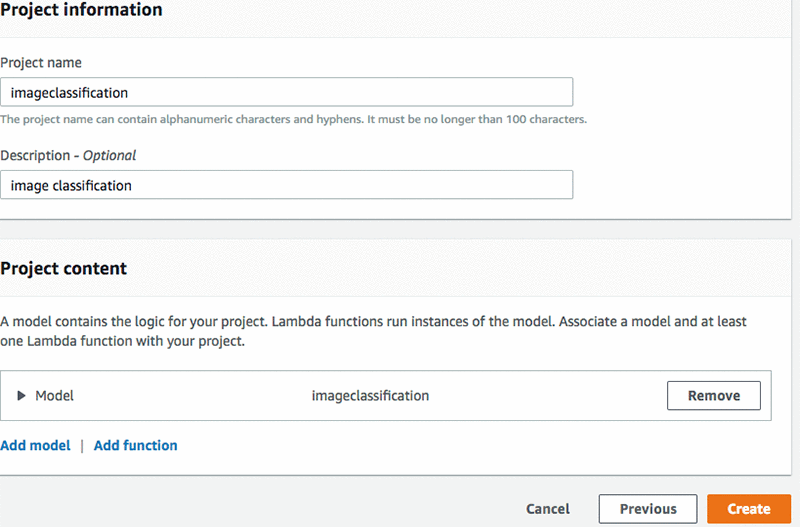 Project information
Project name
imageclassification
The project name can contain alphanumeric characters and hyphens. It must be no longer than 100 characters.
Description - Optional
image classification
Project content
A model contains the logic for your project. Lambda functions run instances of the model. Associate a model and at least
one Lambda function with your project.
Model imageclassification Remove
Add model | Add function
Cancel Previous Create